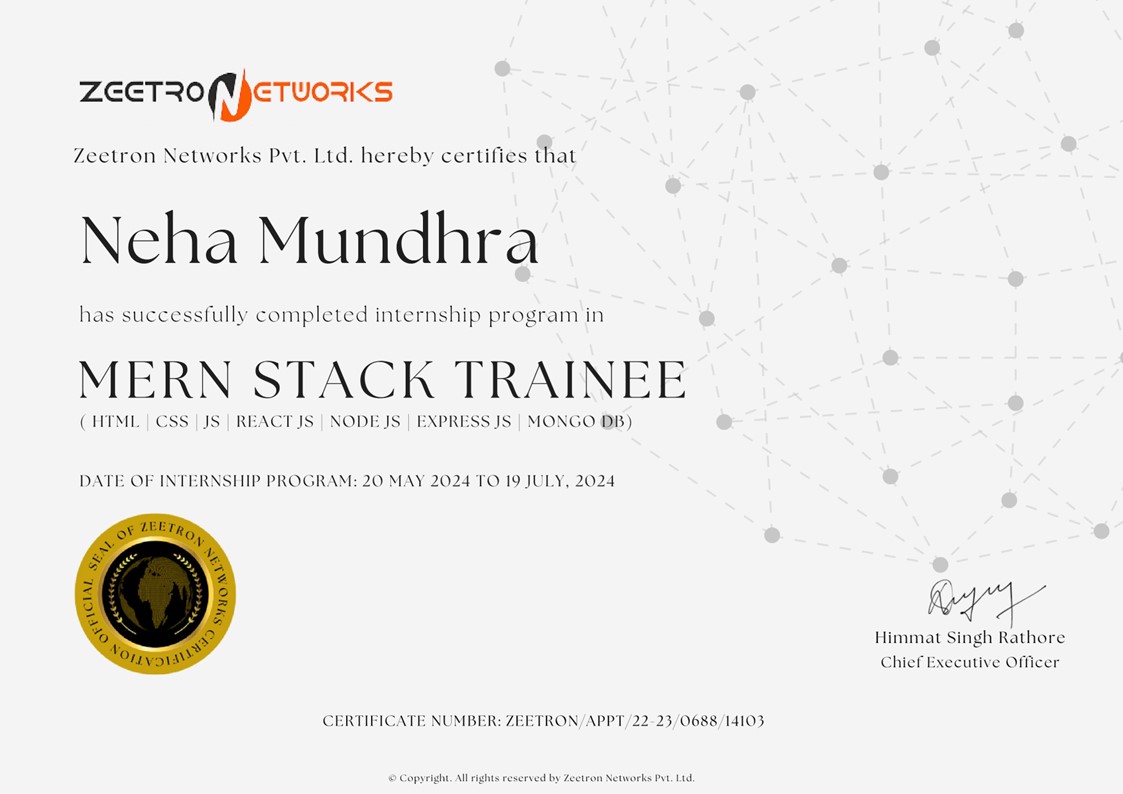 ZEETRO NETWORKS
Zeetron Networks Pvt. Ltd. hereby certifies that
Neha Mundhra
has successfully completed internship program in
MERN STACK TRAINEE
( HTML | CSS | JS | REACT JS | NODE JS | EXPRESS JS | MONGO DB)
DATE OF INTERNSHIP PROGRAM: 20 MAY 2024 TO 19 JULY, 2024
OFFICIAL SEAL OF ZEETRON NETWORKS CERTIFICATION
Himmat Singh Rathore
Chief Executive Officer
CERTIFICATE NUMBER: ZEETRON/APPT/22-23/0688/14103
© Copyright. All rights reserved by Zeetron Networks Pvt. Ltd.